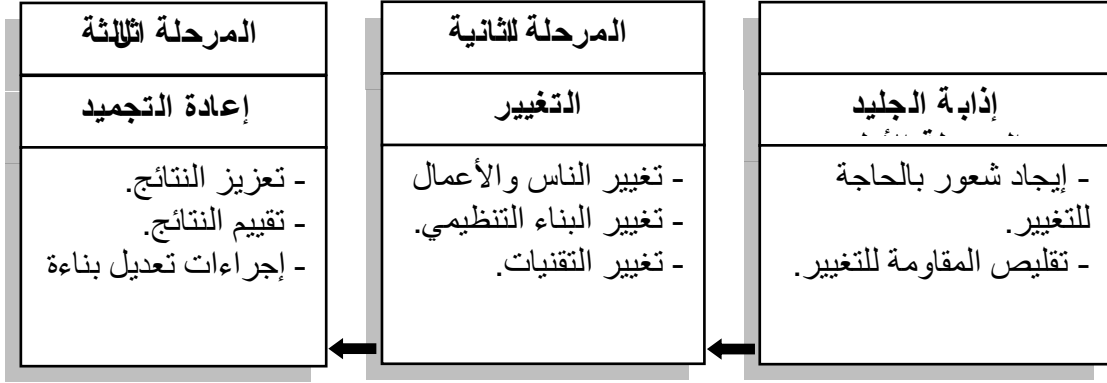 إذابة الجليد
- إيجاد شعور بالحاجة
للتغيير.
- تقليص المقاومة للتغيير.
المرحلة الثانية
التغيير
- تغيير الناس والأعمال
- تغيير البناء التنظيمي.
- تغيير التقنيات.
المرحلة الثالثة
إعادة التجميد
- تعزيز النتائج.
- تقييم النتائج.
- إجراءات تعديل بناءة